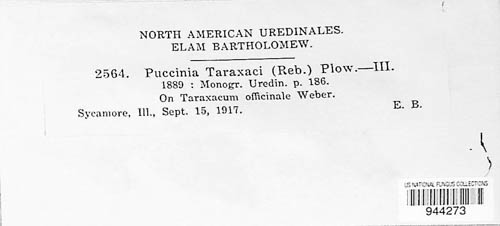 NORTH AMERICAN UREDINALES.
ELAM BARTHOLOMEW.
2564. Puccinia Taraxaci (Reb.) Plow.—III.
1889 : Monogr. Uredin. p. 186.
On Taraxacum officinale Weber.
Sycamore, Ill., Sept. 15, 1917. E. B.
US NATIONAL FUNGUS COLLECTIONS
944273